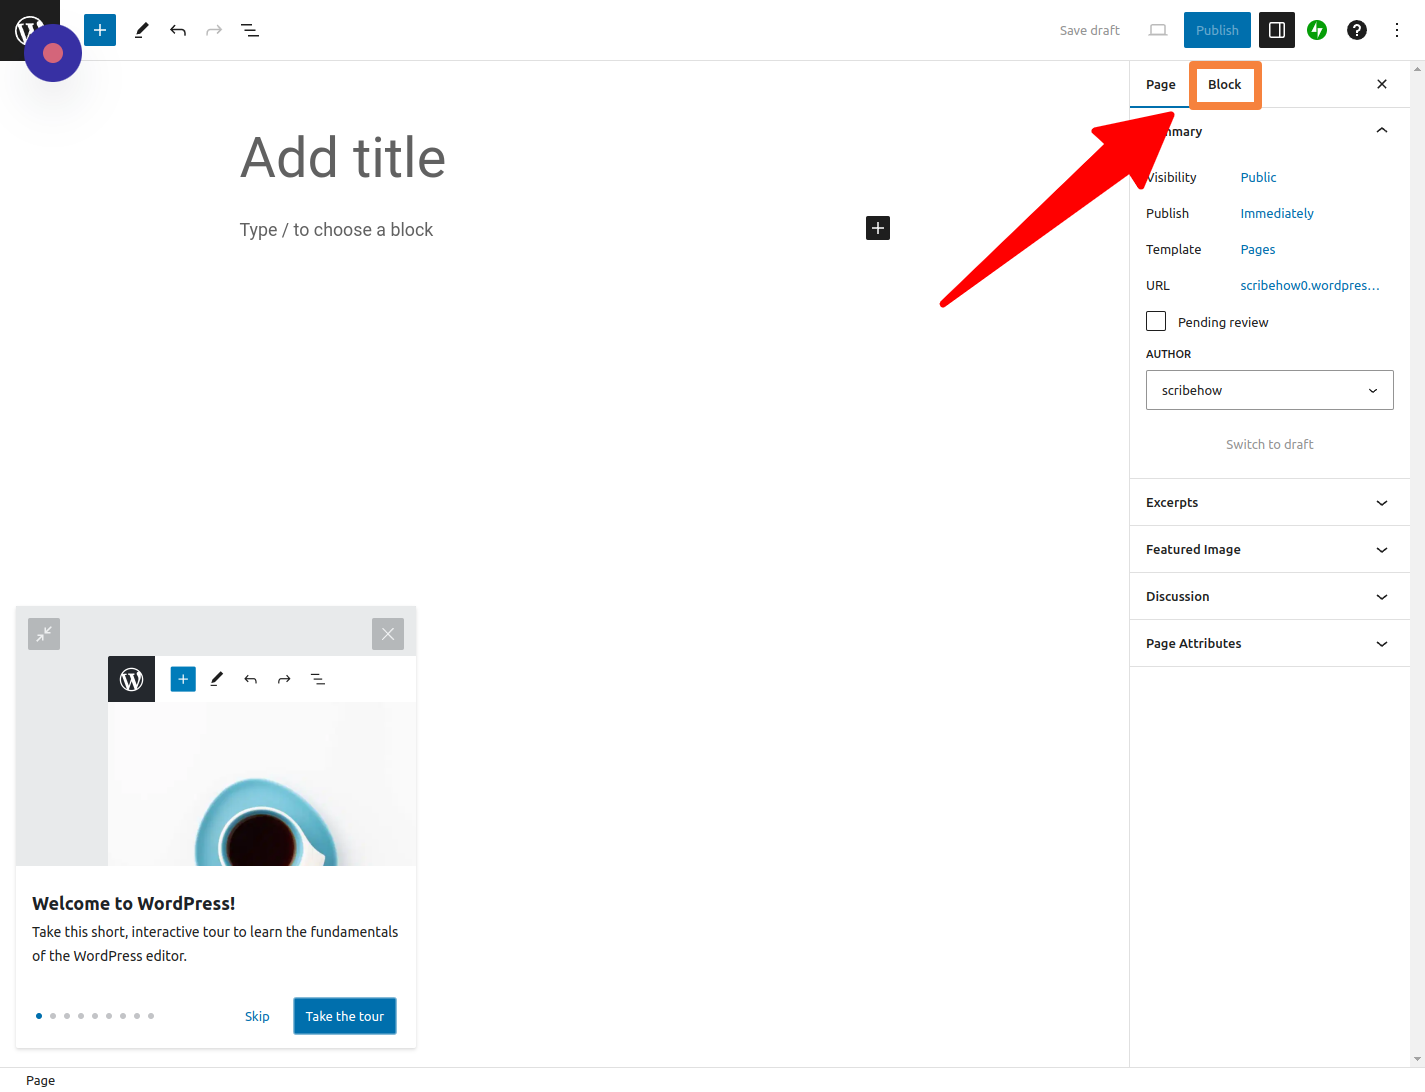 Save draft
Publish
Page
Block
mmary
Visibility
Public
Publish
Immediately
Template
Pages
URL
scribehow0.wordpres…
Pending review
AUTHOR
scribehow
Switch to draft
Excerpts
Featured Image
Discussion
Page Attributes
Add title
Type / to choose a block
Welcome to WordPress!
Take this short, interactive tour to learn the fundamentals
of the WordPress editor.
Skip
Take the tour
Page